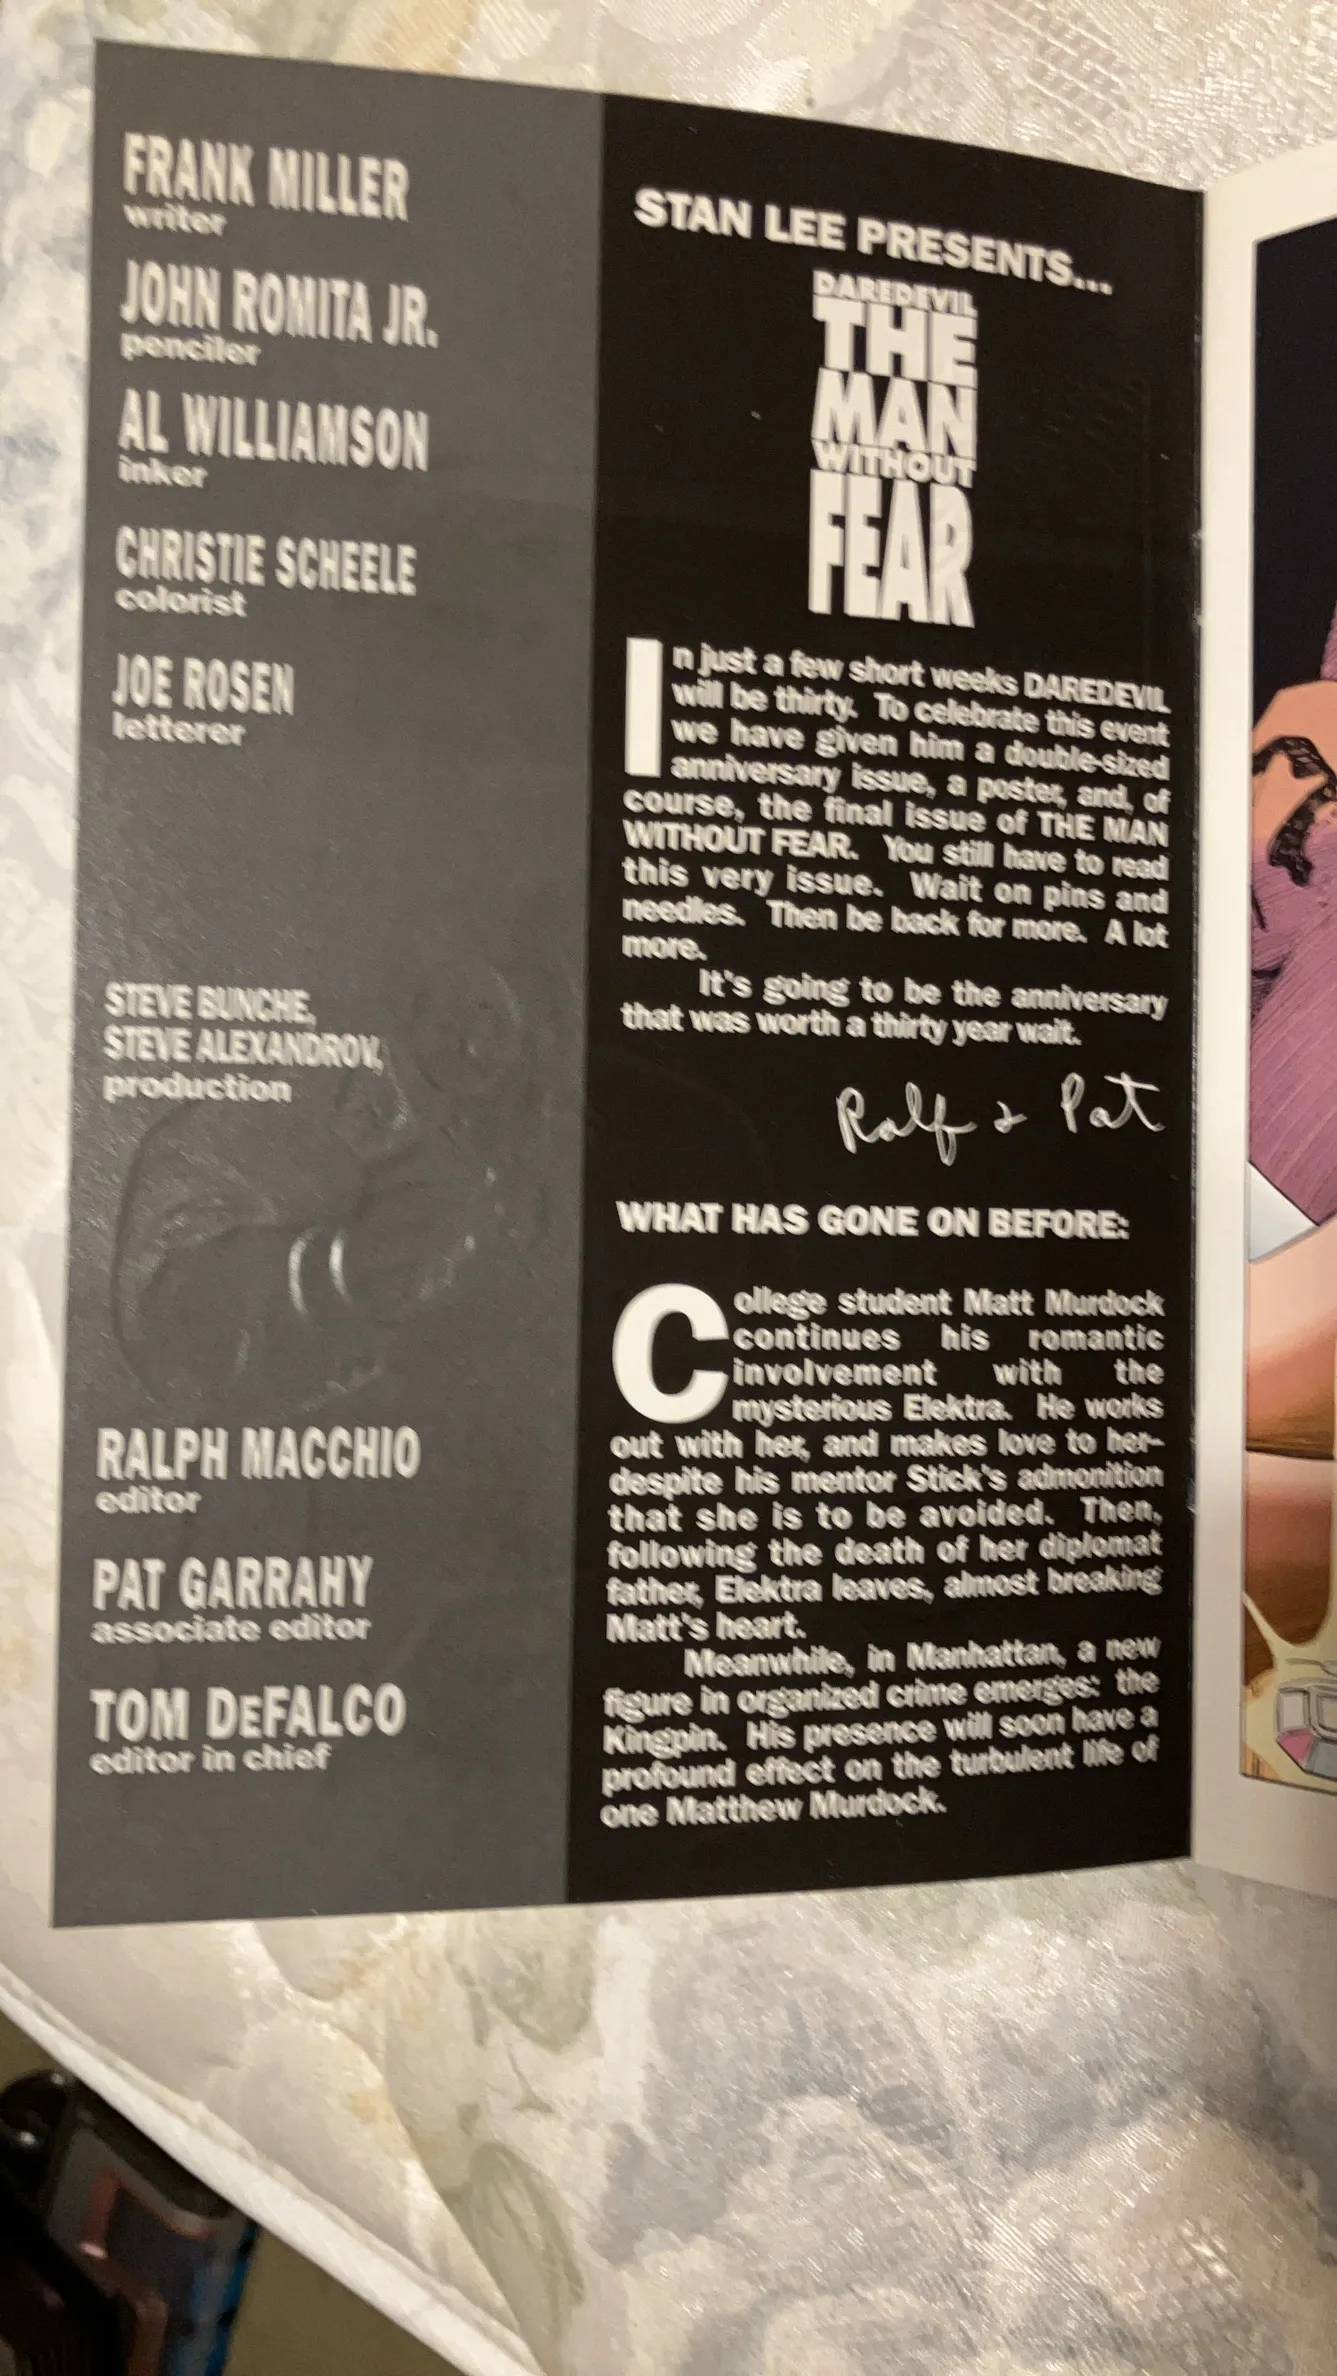 FRANK MILLER
writer
JOHN ROMITA JR.
penciler
AL WILLIAMSON
inker
CHRISTIE SCHEELE
colorist
JOE ROSEN
letterer
STEVE BUNCHE,
STEVE ALEXANDROV,
production
RALPH MACCHIO
editor
PAT GARRAHY
associate editor
TOM DeFALCO
editor in chief
STAN LEE PRESENTS...
DAREDEVIL
THE
MAN
WITHOUT
FEAR
In just a few short weeks DAREDEVIL
will be thirty. To celebrate this event
we have given him a double-sized
anniversary issue, a poster, and, of
course, the final issue of THE MAN
WITHOUT FEAR. You still have to read
this very issue. Wait on pins and
needles. Then be back for more. A lot
more.
It's going to be the anniversary
that was worth a thirty year wait.
Ralf & Pat
WHAT HAS GONE ON BEFORE:
College student Matt Murdock
continues his romantic
involvement with the
mysterious Elektra. He works
out with her, and makes love to her-
despite his mentor Stick's admonition
that she is to be avoided. Then,
following the death of her diplomat
father, Elektra leaves, almost breaking
Matt's heart.
Meanwhile, in Manhattan, a new
figure in organized crime emerges: the
Kingpin. His presence will soon have a
profound effect on the turbulent life of
one Matthew Murdock.